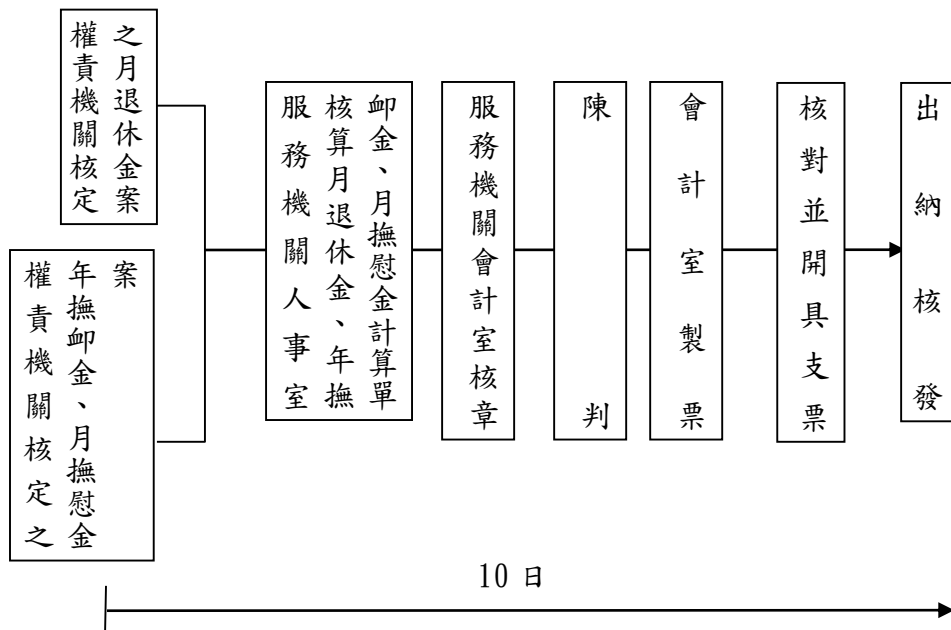 權責機關核定
之月退休金案
權責機關核定之
年撫卹金、月撫慰金
案
服務機關人事室
核算月退休金、年撫
卹金、月撫慰金計算單
服務機關會計室核章
陳判
會計室製票
核對並開具支票
出納核發
10 日